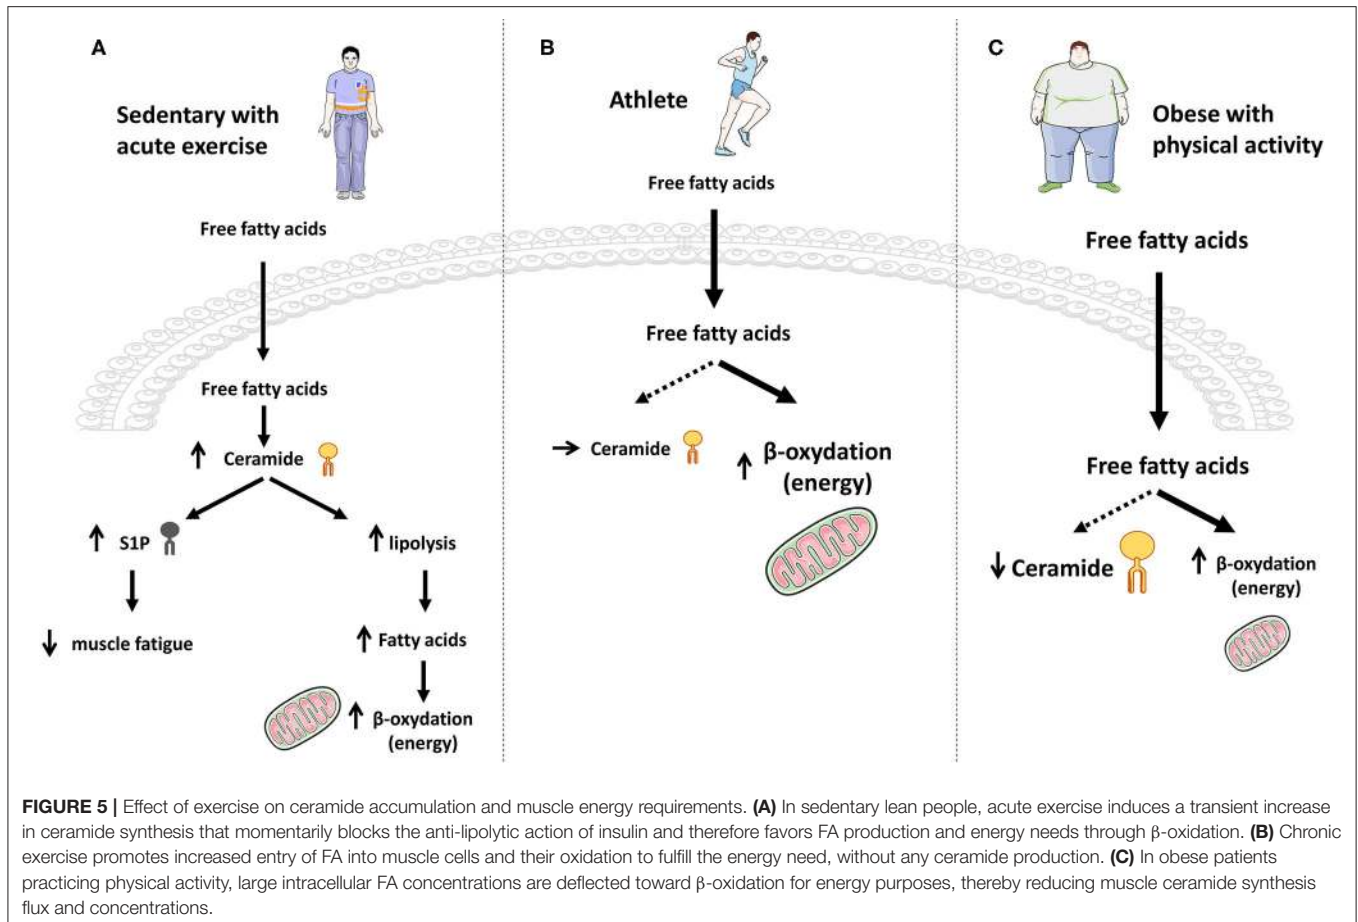 A
Sedentary with
acute exercise
Free fatty acids
Free fatty acids
Ceramide
S1P
lipolysis
muscle fatigue
Fatty acids
β-oxydation
(energy)
B
Athlete
Free fatty acids
Free fatty acids
Ceramide
β-oxydation
(energy)
C
Obese with
physical activity
Free fatty acids
Free fatty acids
Ceramide
β-oxydation
(energy)
FIGURE 5 | Effect of exercise on ceramide accumulation and muscle energy requirements. (A) In sedentary lean people, acute exercise induces a transient increase
in ceramide synthesis that momentarily blocks the anti-lipolytic action of insulin and therefore favors FA production and energy needs through β-oxidation. (B) Chronic
exercise promotes increased entry of FA into muscle cells and their oxidation to fulfill the energy need, without any ceramide production. (C) In obese patients
practicing physical activity, large intracellular FA concentrations are deflected toward β-oxidation for energy purposes, thereby reducing muscle ceramide synthesis
flux and concentrations.